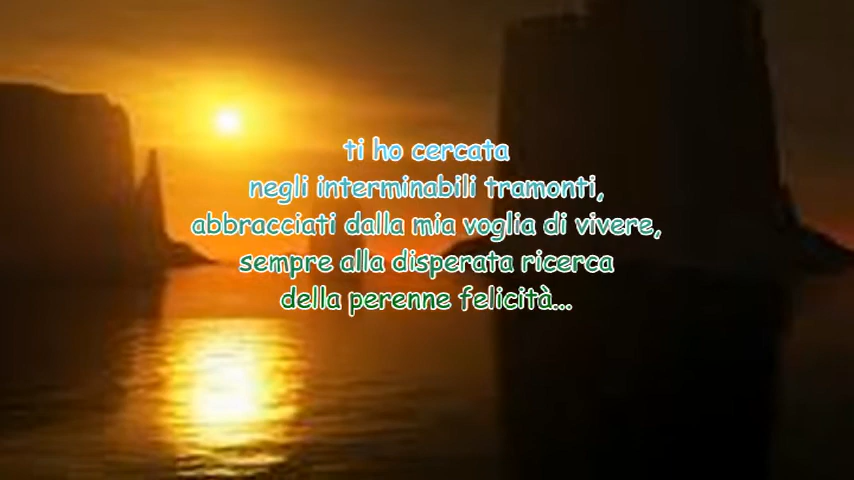 ti ho cercata
negli interminabili tramonti,
abbracciati dalla mia voglia di vivere,
sempre alla disperata ricerca
della perenne felicità...